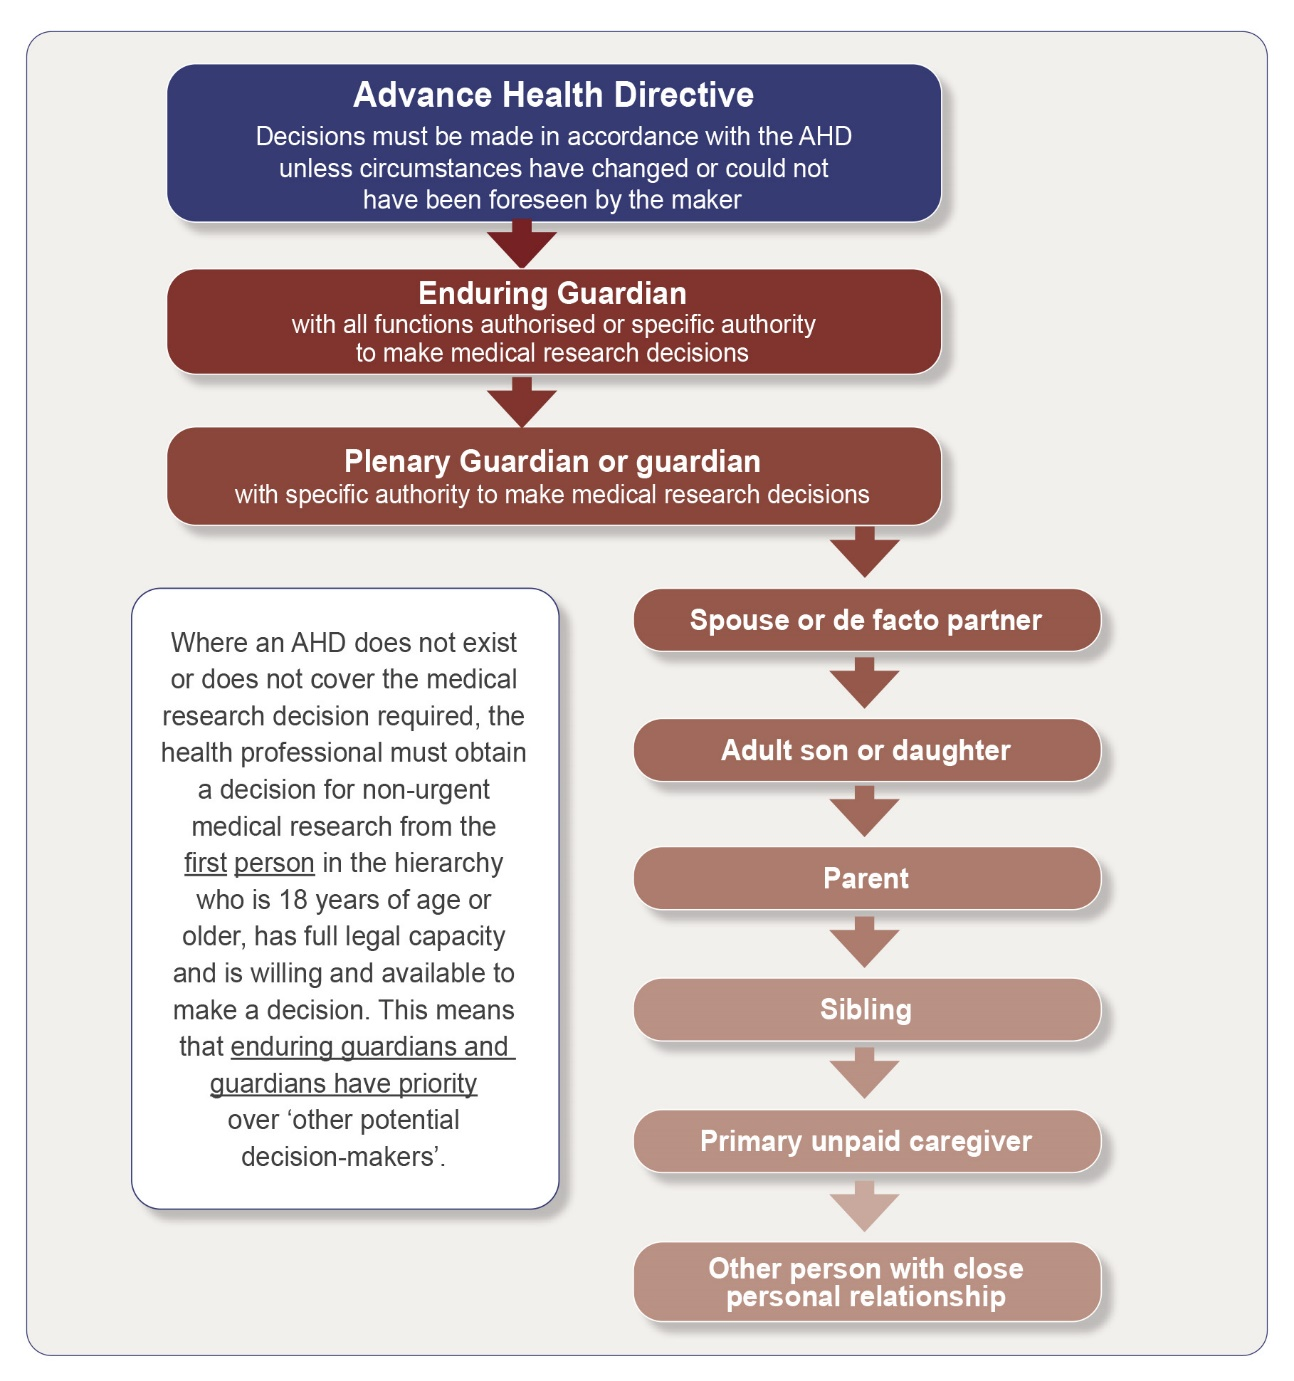 Advance Health Directive
Decisions must be made in accordance with the AHD
unless circumstances have changed or could not
have been foreseen by the maker
Enduring Guardian
with all functions authorised or specific authority
to make medical research decisions
Plenary Guardian or guardian
with specific authority to make medical research decisions
Where an AHD does not exist
or does not cover the medical
research decision required, the
health professional must obtain
a decision for non-urgent
medical research from the
first person in the hierarchy
who is 18 years of age or
older, has full legal capacity
and is willing and available to
make a decision. This means
that enduring guardians and
guardians have priority
over ‘other potential
decision-makers’.
Spouse or de facto partner
Adult son or daughter
Parent
Sibling
Primary unpaid caregiver
Other person with close
personal relationship